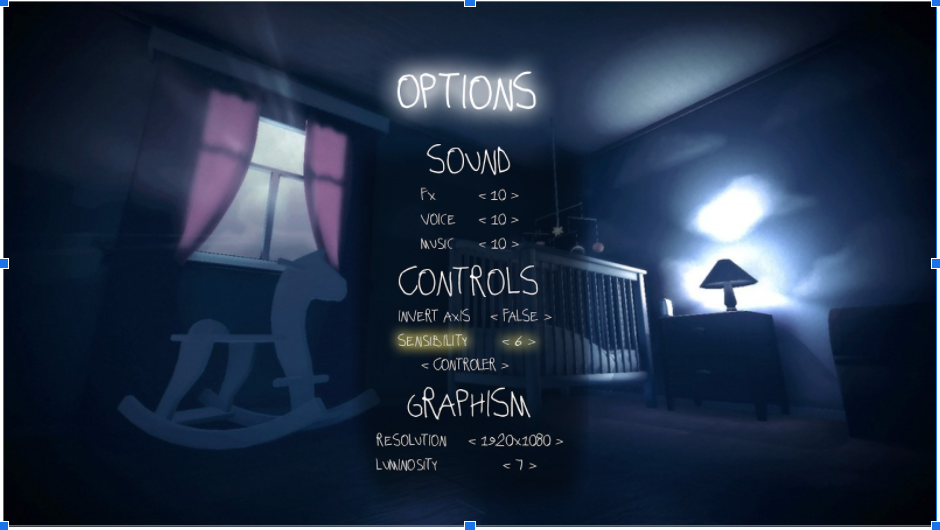 OPTIONS
SOUND
FX < 10 >
VOICE < 10 >
MUSIC < 10 >
CONTROLS
INVERT AXIS < FALSE >
SENSIBILITY < 6 >
< CONTROLER >
GRAPHISM
RESOLUTION < 1920x1080 >
LUMINOSITY < 7 >